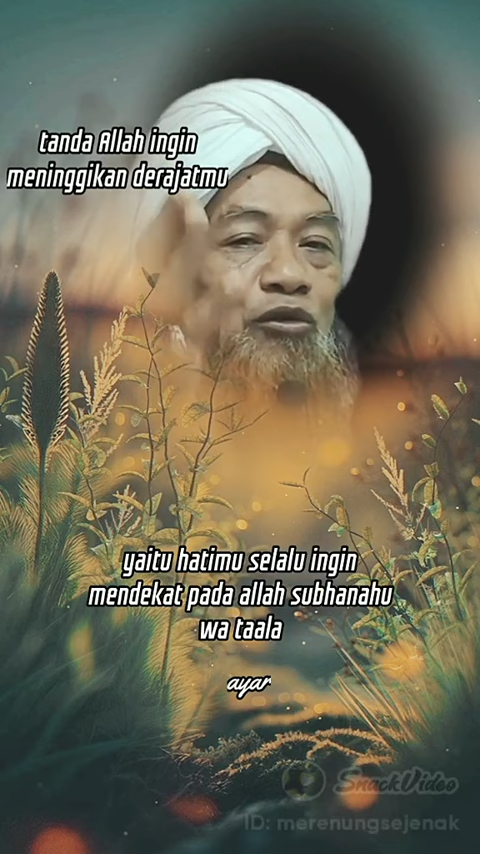 tanda Allah ingin
meninggikan derajatmu
yaitu hatimu selalu ingin
mendekat pada allah subhanahu
wa taala
ayar
SnackVideo
ID: merenungsejenak